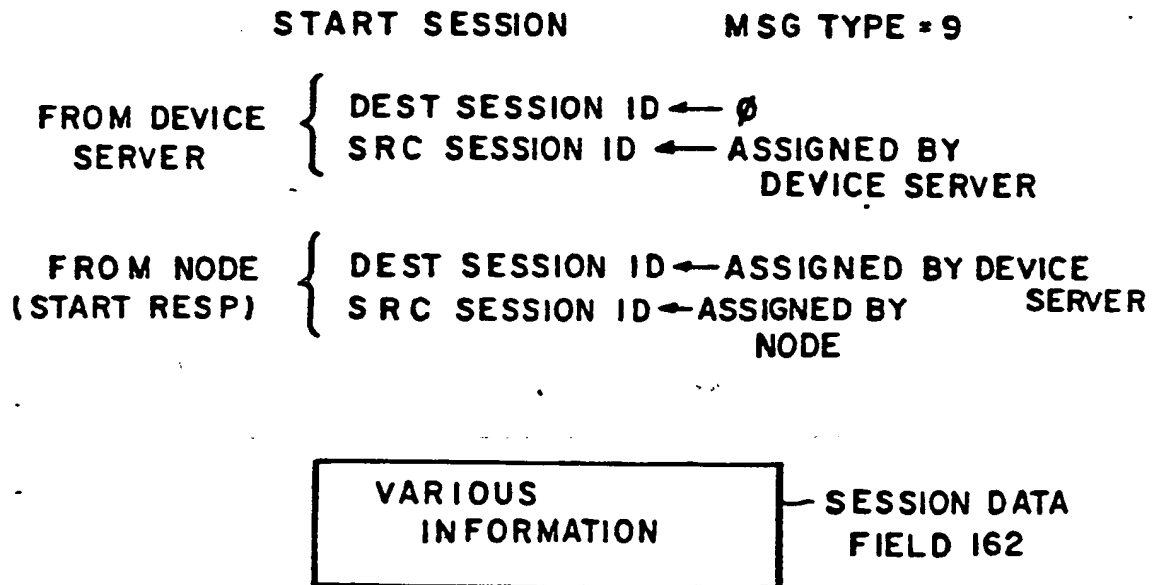 START SESSION MSG TYPE = 9
FROM DEVICE SERVER { DEST SESSION ID ← ø
SRC SESSION ID ← ASSIGNED BY DEVICE SERVER
FROM NODE (START RESP) { DEST SESSION ID ← ASSIGNED BY DEVICE SERVER
SRC SESSION ID ← ASSIGNED BY NODE
VARIOUS
INFORMATION
SESSION DATA
FIELD 162